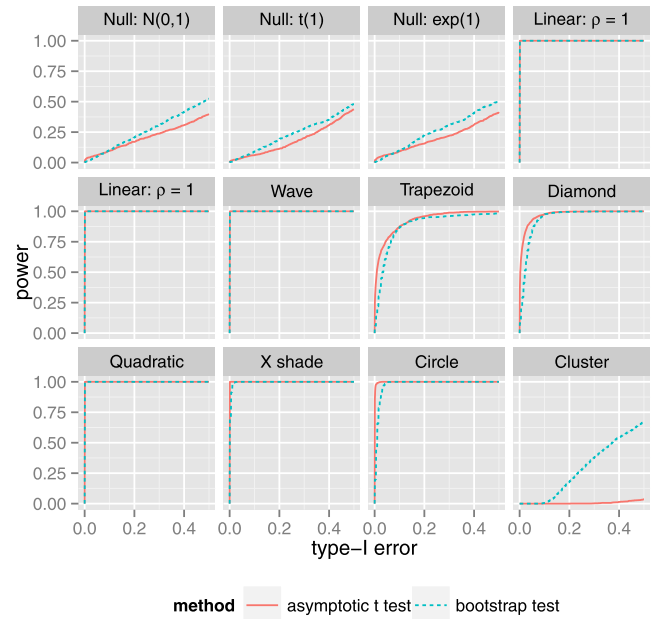 Null: N(0,1) Null: t(1) Null: exp(1) Linear: ρ = 1
1.00
0.75
0.50
0.25
0.00
Linear: ρ = 1 Wave Trapezoid Diamond
1.00
0.75
0.50
0.25
0.00
power
Quadratic X shade Circle Cluster
1.00
0.75
0.50
0.25
0.00
0.0 0.2 0.4 0.0 0.2 0.4 0.0 0.2 0.4 0.0 0.2 0.4
type−I error
method asymptotic t test bootstrap test